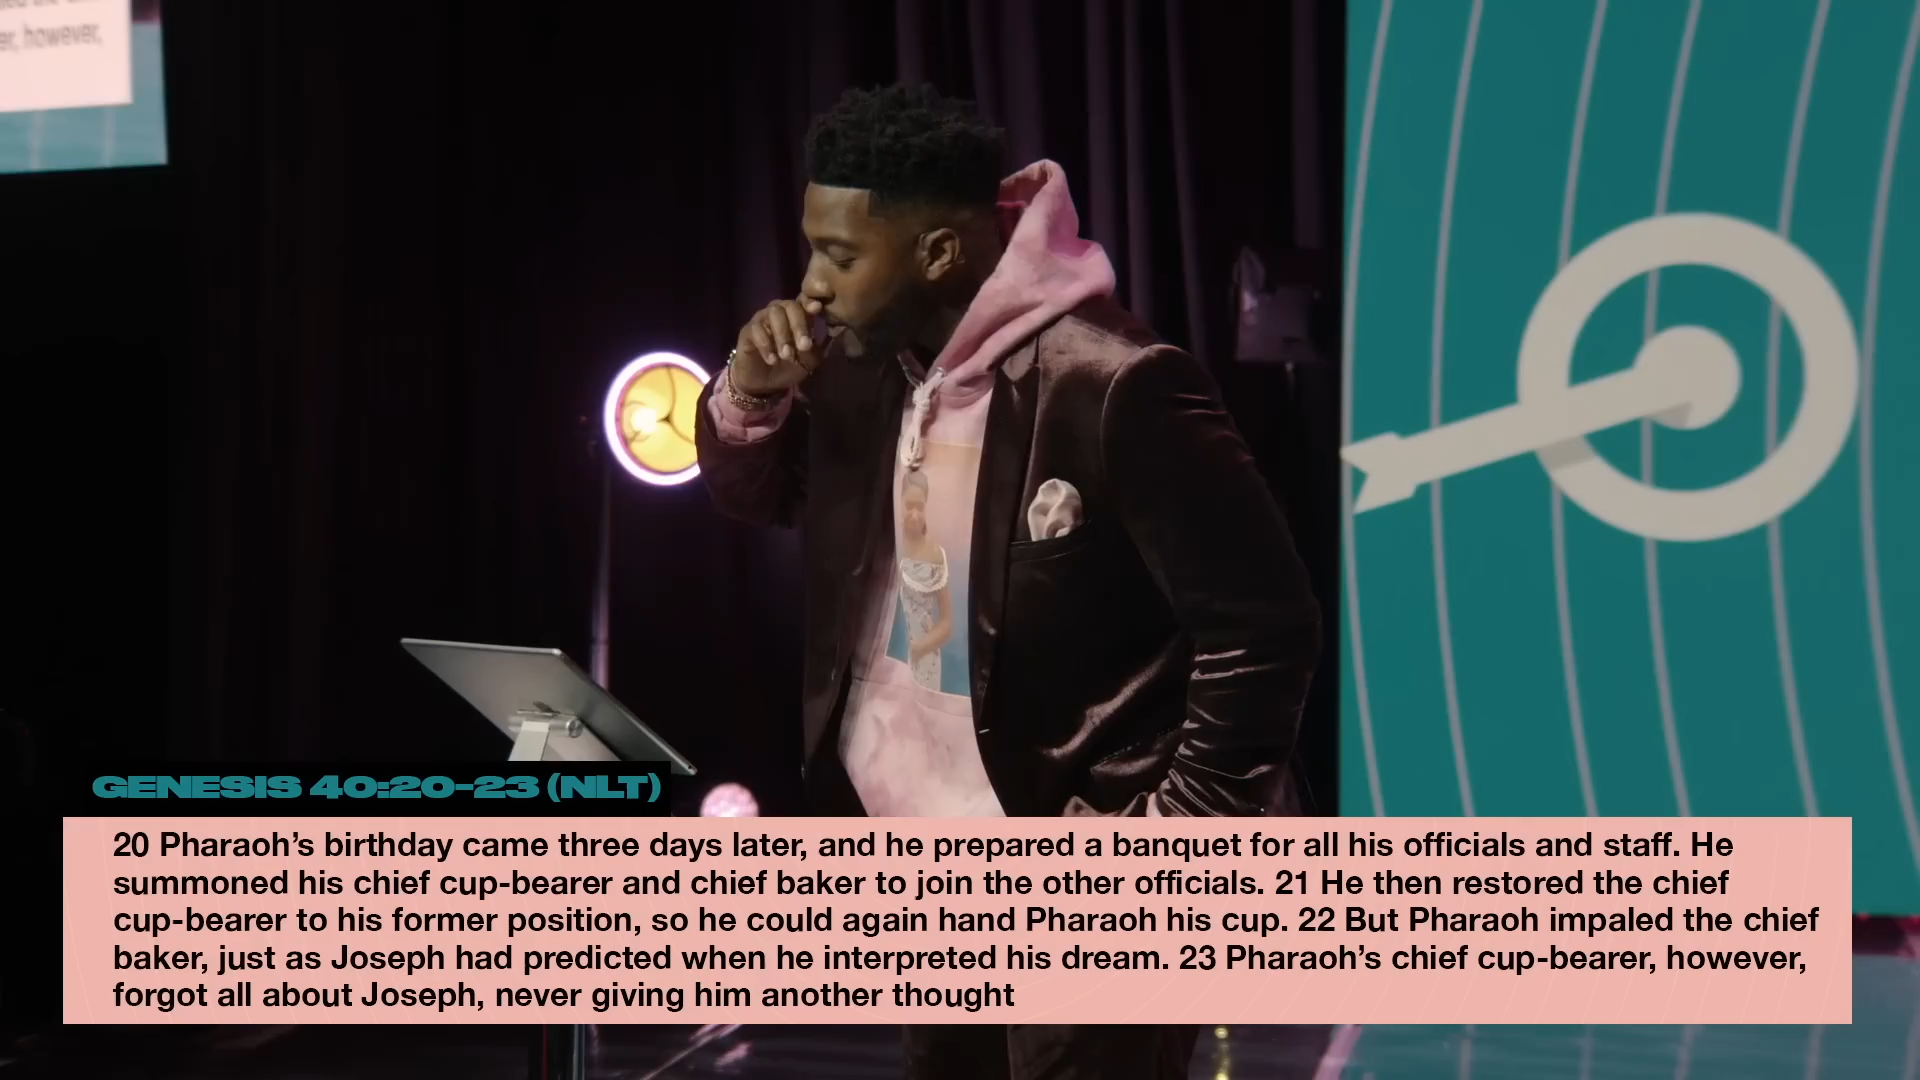 er, however,
GENESIS 40:20-23 (NLT)
20 Pharaoh’s birthday came three days later, and he prepared a banquet for all his officials and staff. He
summoned his chief cup-bearer and chief baker to join the other officials. 21 He then restored the chief
cup-bearer to his former position, so he could again hand Pharaoh his cup. 22 But Pharaoh impaled the chief
baker, just as Joseph had predicted when he interpreted his dream. 23 Pharaoh’s chief cup-bearer, however,
forgot all about Joseph, never giving him another thought